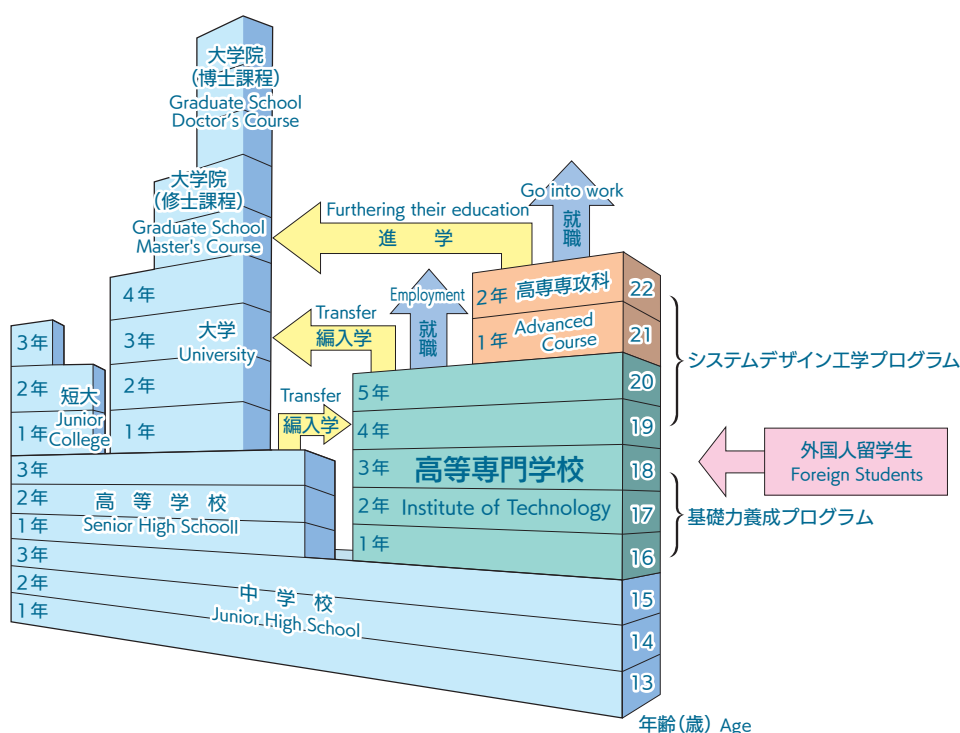 大学院
(博士課程)
Graduate School
Doctor's Course
大学院
(修士課程)
Graduate School
Master's Course
4年
3年
2年
1年
大学
University
3年
2年
1年
短大
Junior
College
3年
2年
1年
高等学校
Senior High Schooll
3年
2年
1年
中学校
Junior High School
Furthering their education
進学
Go into work
就職
Employment
就職
Transfer
編入学
Transfer
編入学
2年 高専専攻科
1年 Advanced
Course
5年
4年
3年
2年
1年
高等専門学校
Institute of Technology
22
21
20
19
18
17
16
15
14
13
年齢(歳) Age
システムデザイン工学プログラム
外国人留学生
Foreign Students
基礎力養成プログラム